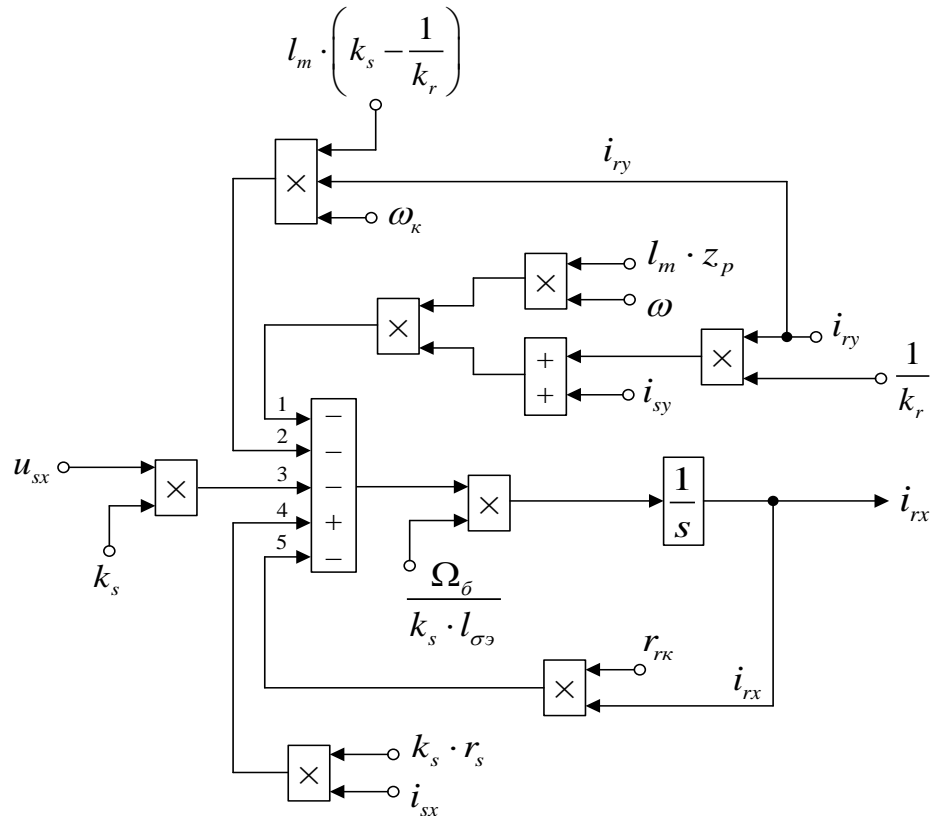 l_m · ( k_s − 1/k_r )
×
i_ry
ω_к
l_m · z_p
×
ω
×
i_ry
×
1/k_r
+
+
i_sy
1 −
2 −
3 −
4 +
5 −
u_sx
×
k_s
×
1/s
i_rx
Ω_б / (k_s · l_σэ)
r_rк
×
i_rx
k_s · r_s
×
i_sx